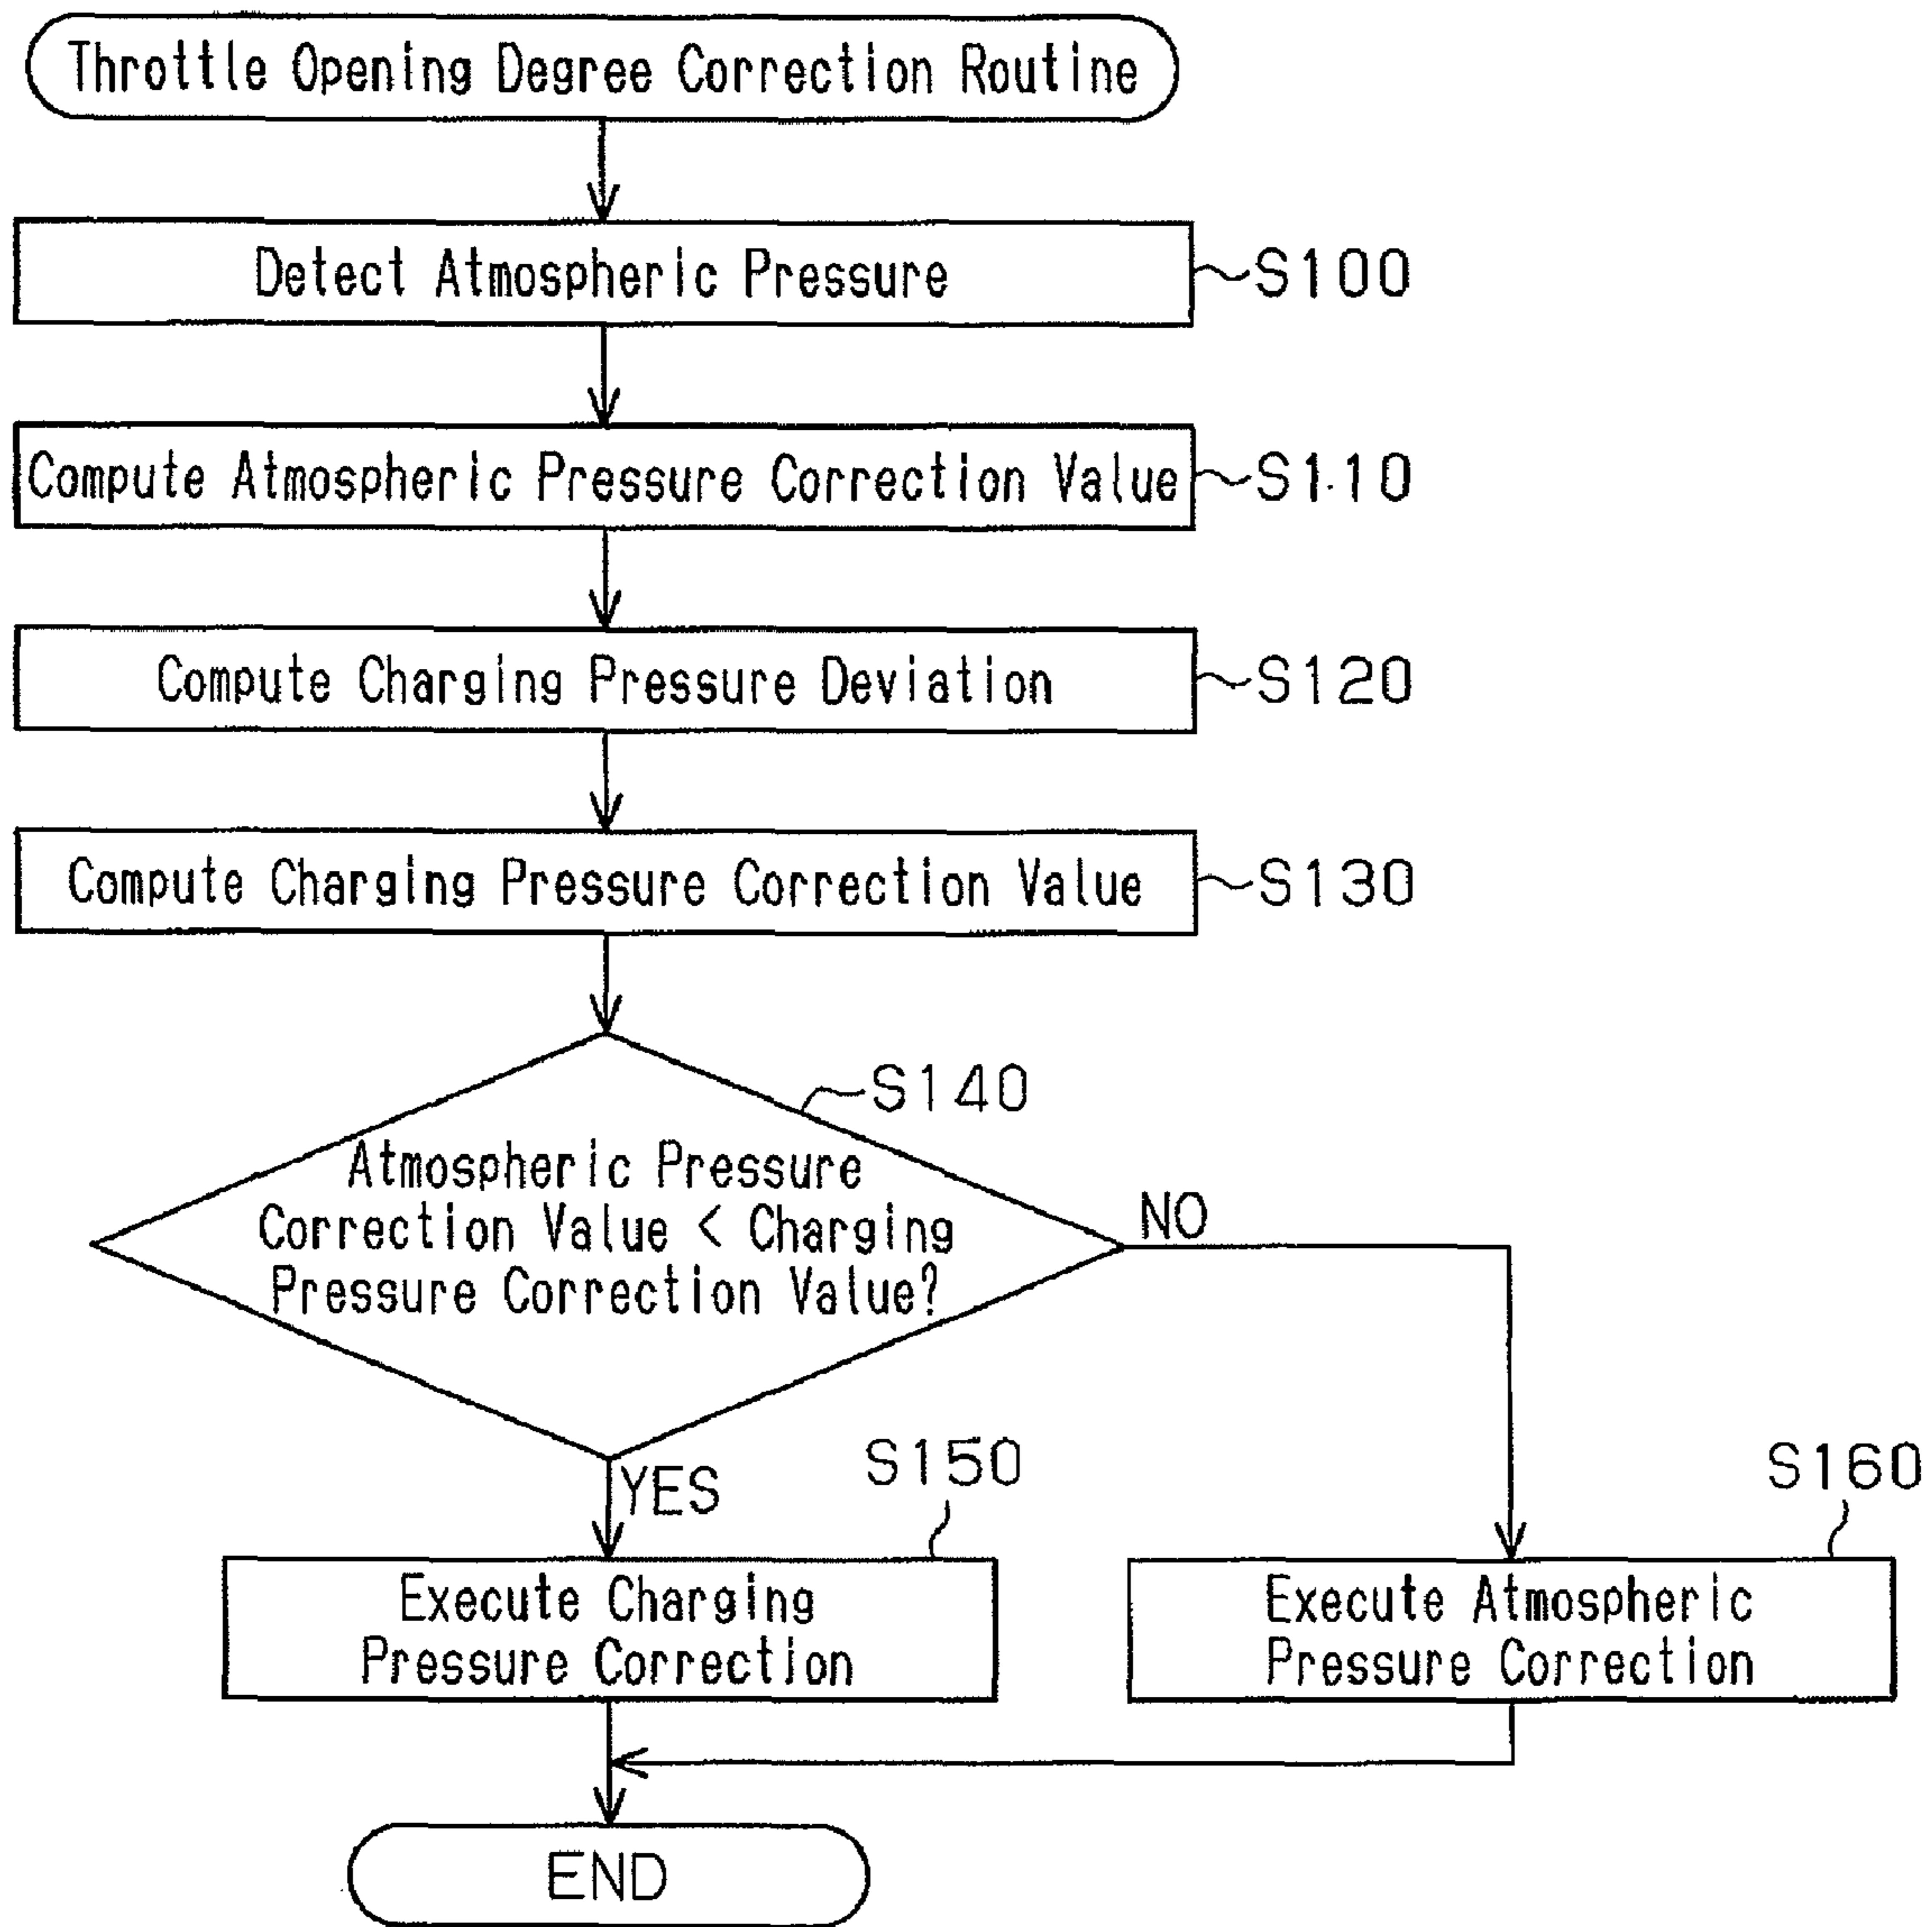 Throttle Opening Degree Correction Routine
Detect Atmospheric Pressure
S100
Compute Atmospheric Pressure Correction Value
S110
Compute Charging Pressure Deviation
S120
Compute Charging Pressure Correction Value
S130
S140
Atmospheric Pressure
Correction Value < Charging
Pressure Correction Value?
NO
YES
S150
S160
Execute Charging
Pressure Correction
Execute Atmospheric
Pressure Correction
END